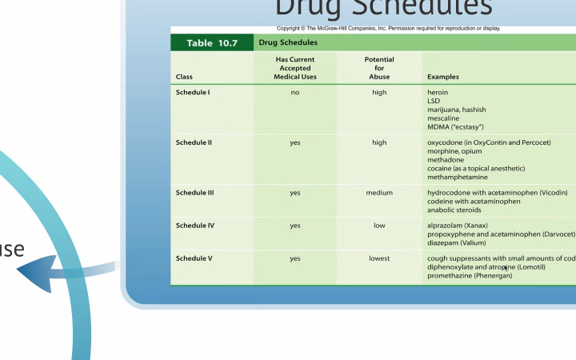 Drug Schedules
Copyright © The McGraw-Hill Companies, Inc. Permission required for reproduction or display.
Table 10.7 Drug Schedules
Class Has Current Accepted Medical Uses Potential for Abuse Examples
Schedule I no high heroin
LSD
marijuana, hashish
mescaline
MDMA ("ecstasy")
Schedule II yes high oxycodone (in OxyContin and Percocet)
morphine, opium
methadone
cocaine (as a topical anesthetic)
methamphetamine
Schedule III yes medium hydrocodone with acetaminophen (Vicodin)
codeine with acetaminophen
anabolic steroids
Schedule IV yes low alprazolam (Xanax)
propoxyphene and acetaminophen (Darvocet)
diazepam (Valium)
Schedule V yes lowest cough suppressants with small amounts of cod
diphenoxylate and atropine (Lomotil)
promethazine (Phenergan)
use